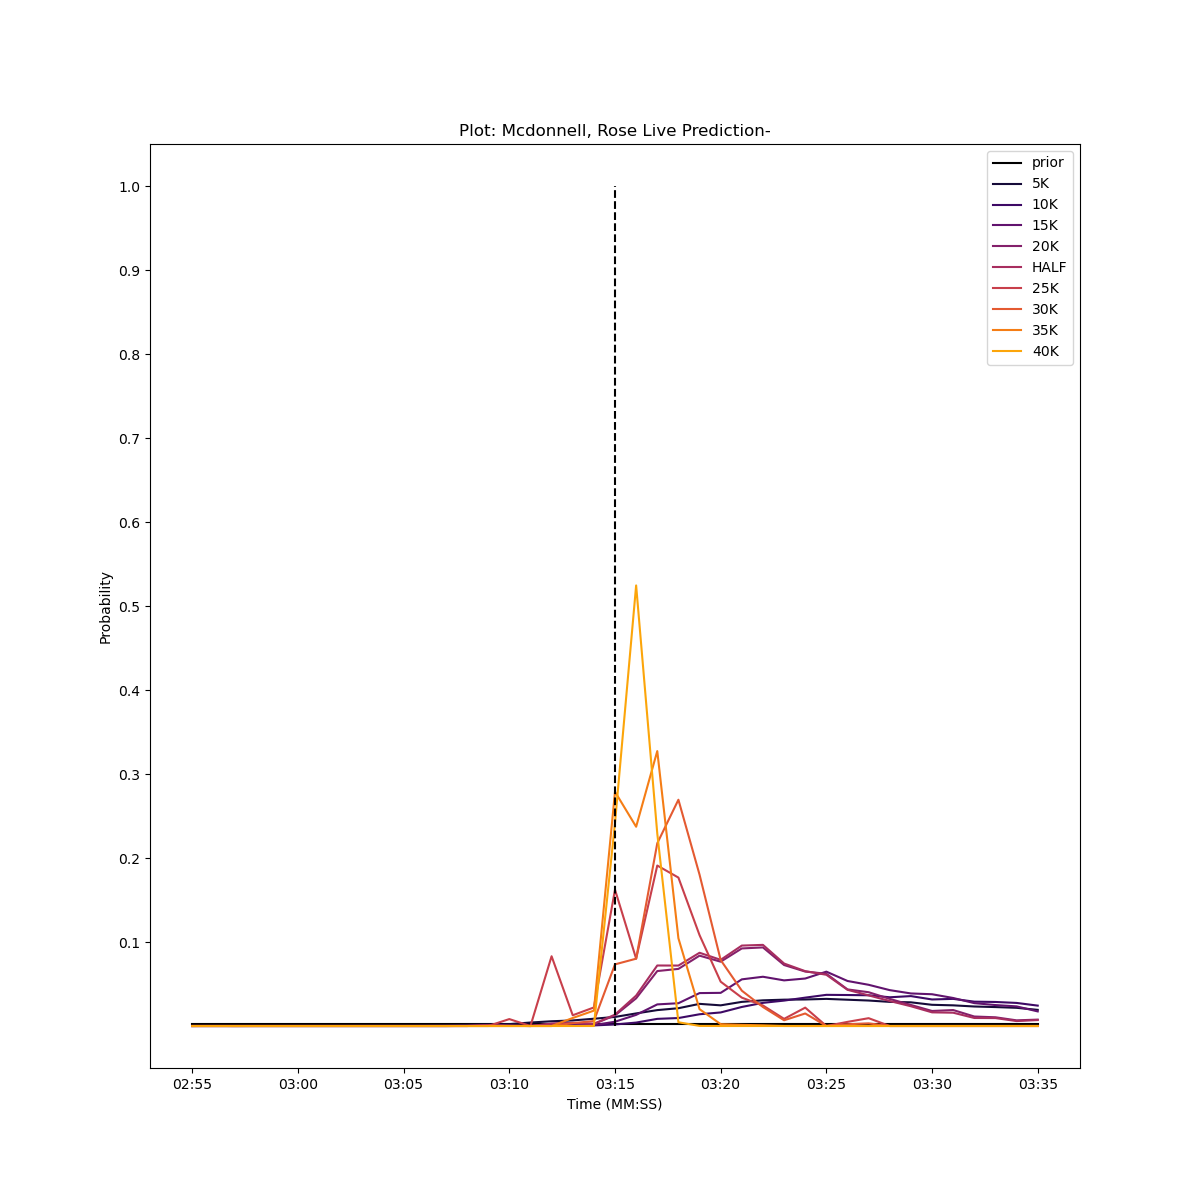 Plot: Mcdonnell, Rose Live Prediction-
prior
5K
10K
15K
20K
HALF
25K
30K
35K
40K
1.0
0.9
0.8
0.7
0.6
0.5
0.4
0.3
0.2
0.1
Probability
02:55 03:00 03:05 03:10 03:15 03:20 03:25 03:30 03:35
Time (MM:SS)